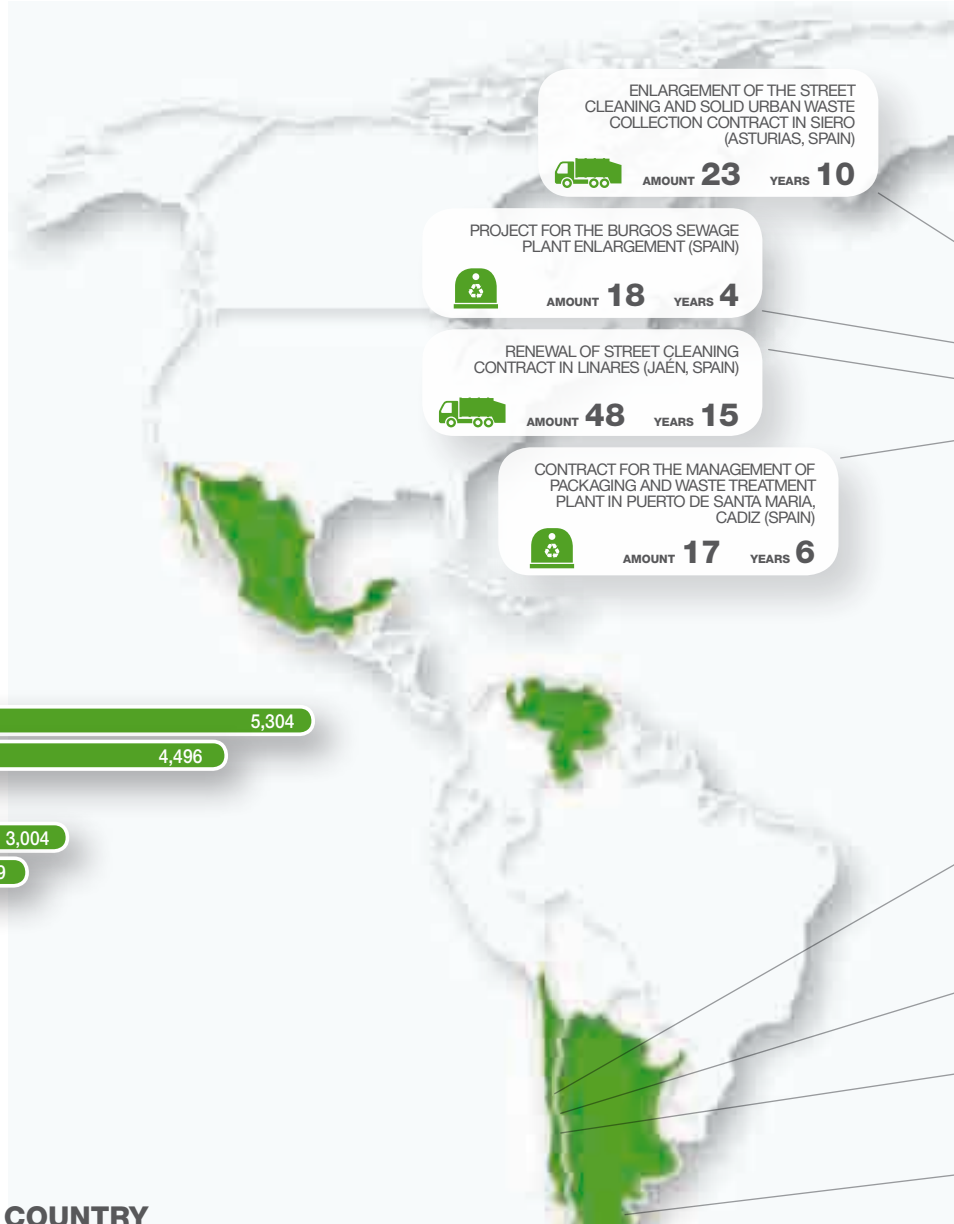 ENLARGEMENT OF THE STREET
CLEANING AND SOLID URBAN WASTE
COLLECTION CONTRACT IN SIERO
(ASTURIAS, SPAIN)
AMOUNT 23 YEARS 10
PROJECT FOR THE BURGOS SEWAGE
PLANT ENLARGEMENT (SPAIN)
AMOUNT 18 YEARS 4
RENEWAL OF STREET CLEANING
CONTRACT IN LINARES (JAÉN, SPAIN)
AMOUNT 48 YEARS 15
CONTRACT FOR THE MANAGEMENT OF
PACKAGING AND WASTE TREATMENT
PLANT IN PUERTO DE SANTA MARIA,
CADIZ (SPAIN)
AMOUNT 17 YEARS 6
5,304
4,496
3,004
COUNTRY